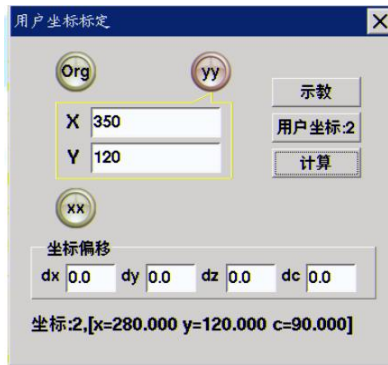 用户坐标标定
Org
yy
示教
X 350
用户坐标:2
Y 120
计算
xx
坐标偏移
dx 0.0 dy 0.0 dz 0.0 dc 0.0
坐标:2,[x=280.000 y=120.000 c=90.000]